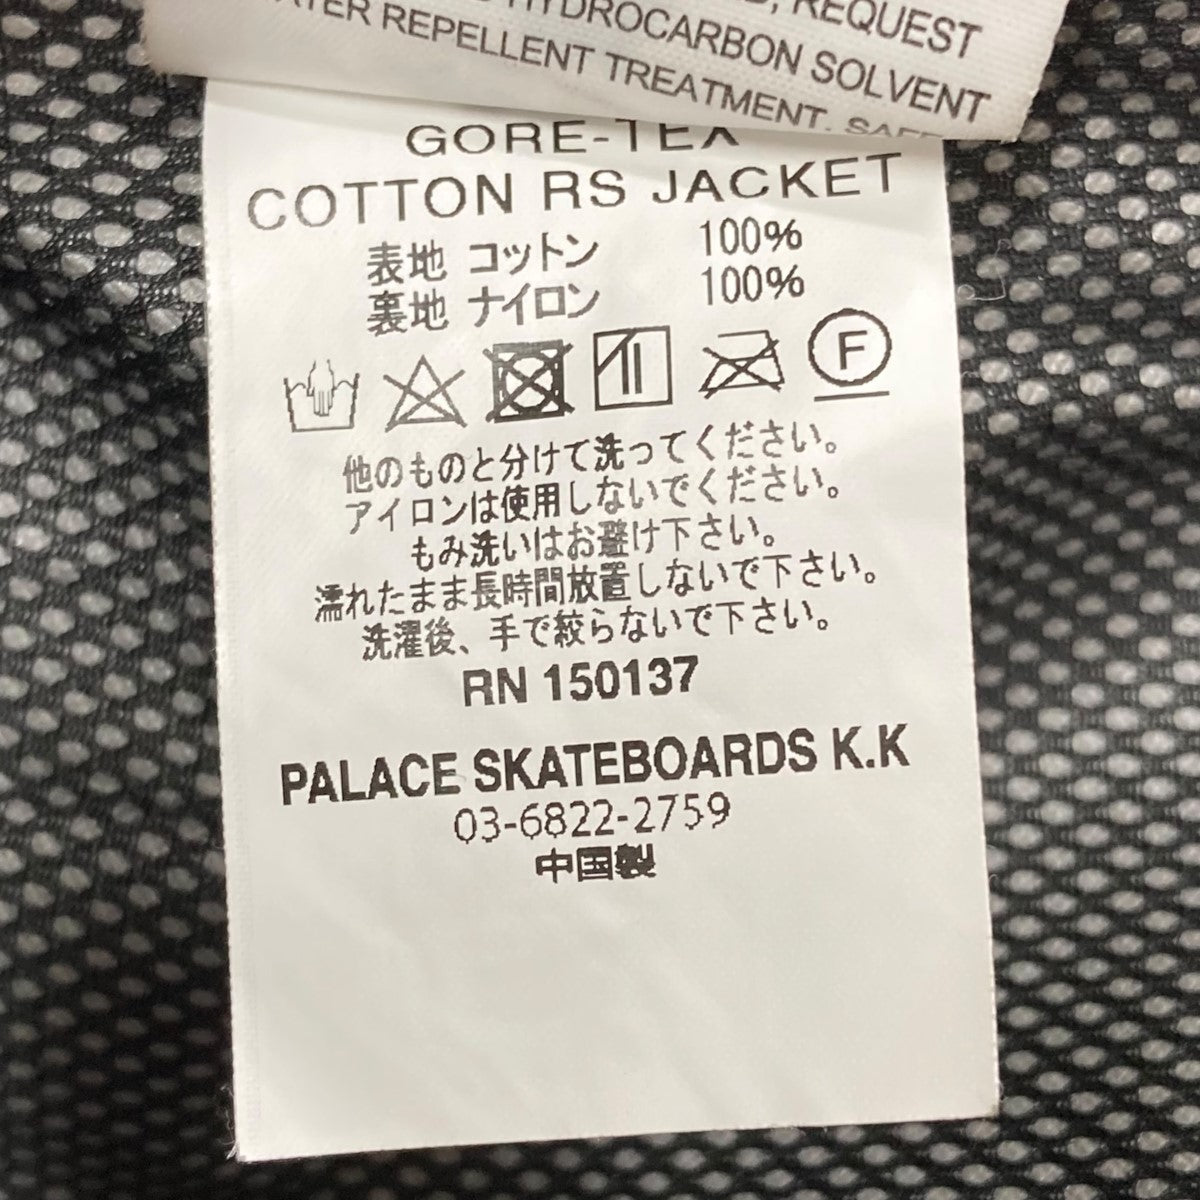 REQUEST
HYDROCARBON SOLVENT
REPELLENT TREATMENT.
GORE-TEX
COTTON RS JACKET
表地 コットン 100%
裏地 ナイロン 100%
F
他のものと分けて洗ってください。
アイロンは使用しないでください。
もみ洗いはお避け下さい。
濡れたまま長時間放置しないで下さい。
洗濯後、手で絞らないで下さい。
RN 150137
PALACE SKATEBOARDS K.K
03-6822-2759
中国製